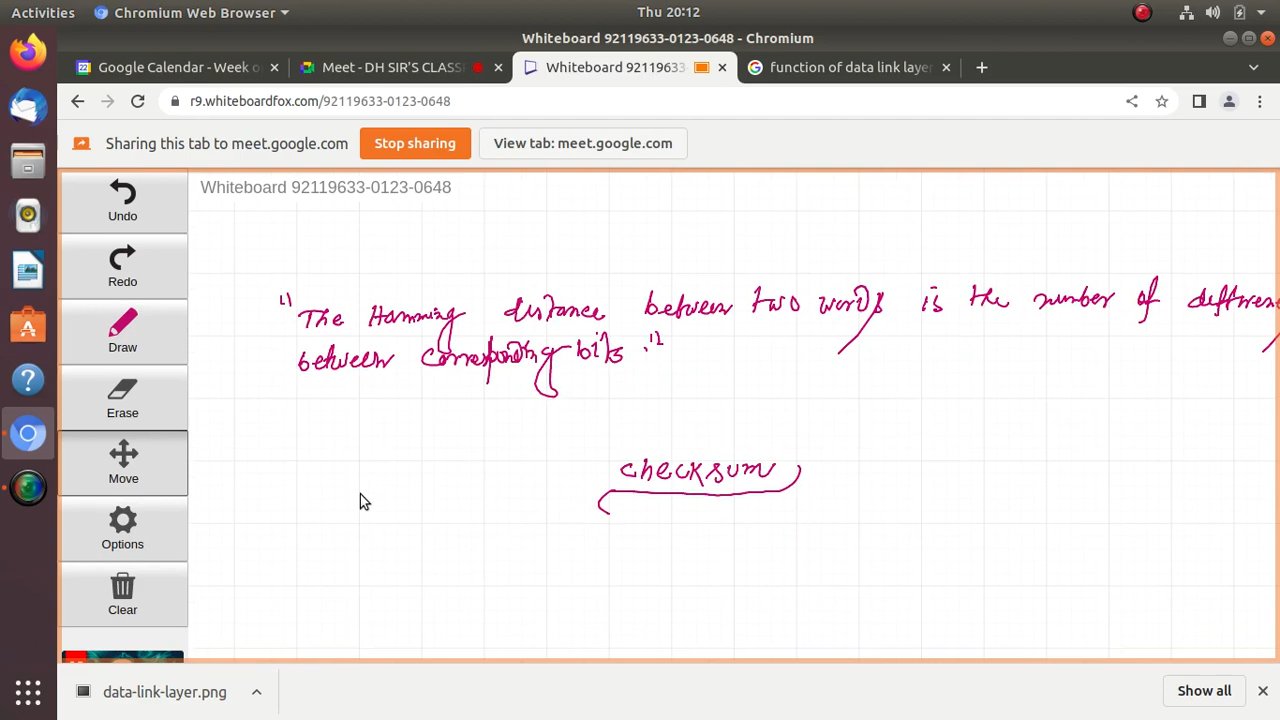 Activities
Chromium Web Browser
Thu 20:12
Whiteboard 92119633-0123-0648 - Chromium
22
Google Calendar - Week o
Meet - DH SIR'S CLASS
Whiteboard 92119633
function of data link laye
r9.whiteboardfox.com/92119633-0123-0648
Sharing this tab to meet.google.com
Stop sharing
View tab: meet.google.com
Whiteboard 92119633-0123-0648
Undo
Redo
Draw
Erase
Move
Options
Clear
"The Hamming distance between two words is the number of differen
between corresponding bits."
checksum
data-link-layer.png
Show all